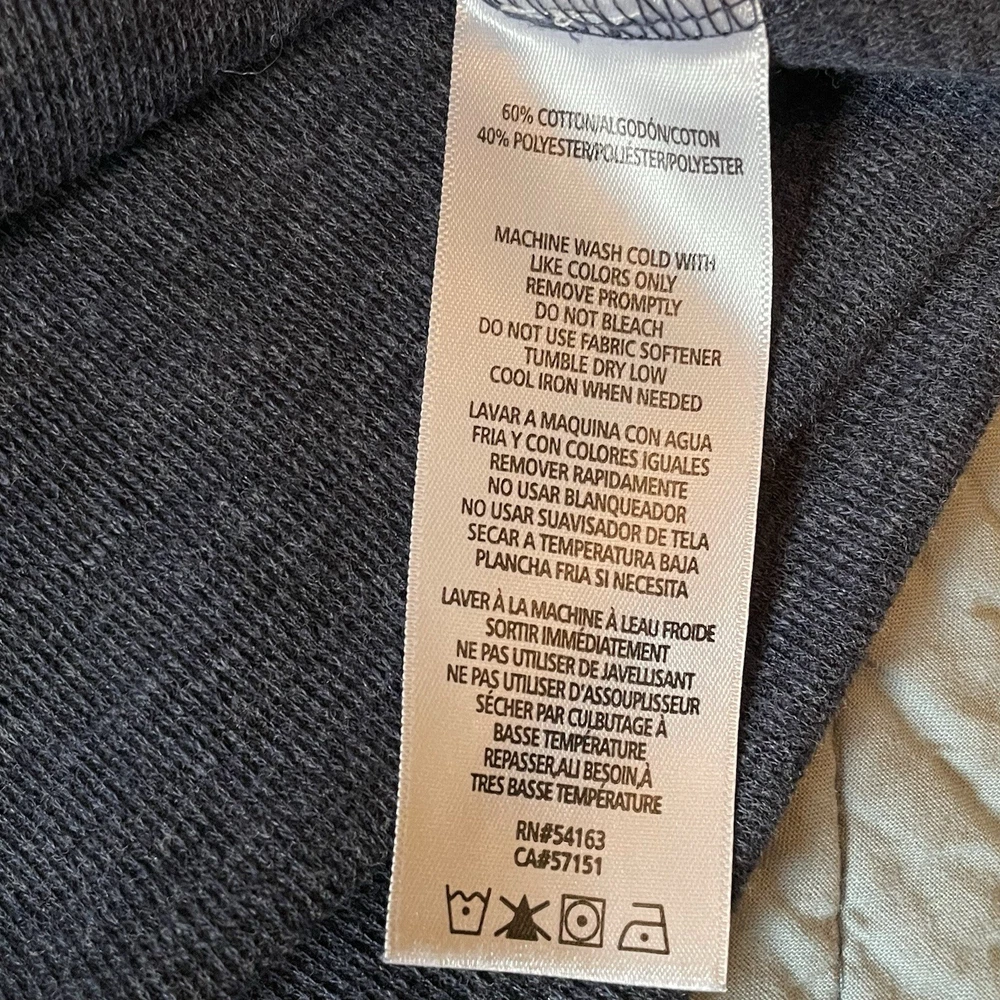 60% COTTON/ALGODÓN/COTON
40% POLYESTER/POLIESTER/POLYESTER
MACHINE WASH COLD WITH
LIKE COLORS ONLY
REMOVE PROMPTLY
DO NOT BLEACH
DO NOT USE FABRIC SOFTENER
TUMBLE DRY LOW
COOL IRON WHEN NEEDED
LAVAR A MAQUINA CON AGUA
FRIA Y CON COLORES IGUALES
REMOVER RAPIDAMENTE
NO USAR BLANQUEADOR
NO USAR SUAVISADOR DE TELA
SECAR A TEMPERATURA BAJA
PLANCHA FRIA SI NECESITA
LAVER À LA MACHINE À LEAU FROIDE
SORTIR IMMÉDIATEMENT
NE PAS UTILISER DE JAVELLISANT
NE PAS UTILISER D'ASSOUPLISSEUR
SÉCHER PAR CULBUTAGE À
BASSE TEMPÉRATURE
REPASSER,AU BESOIN,À
TRES BASSE TEMPÉRATURE
RN#54163
CA#57151